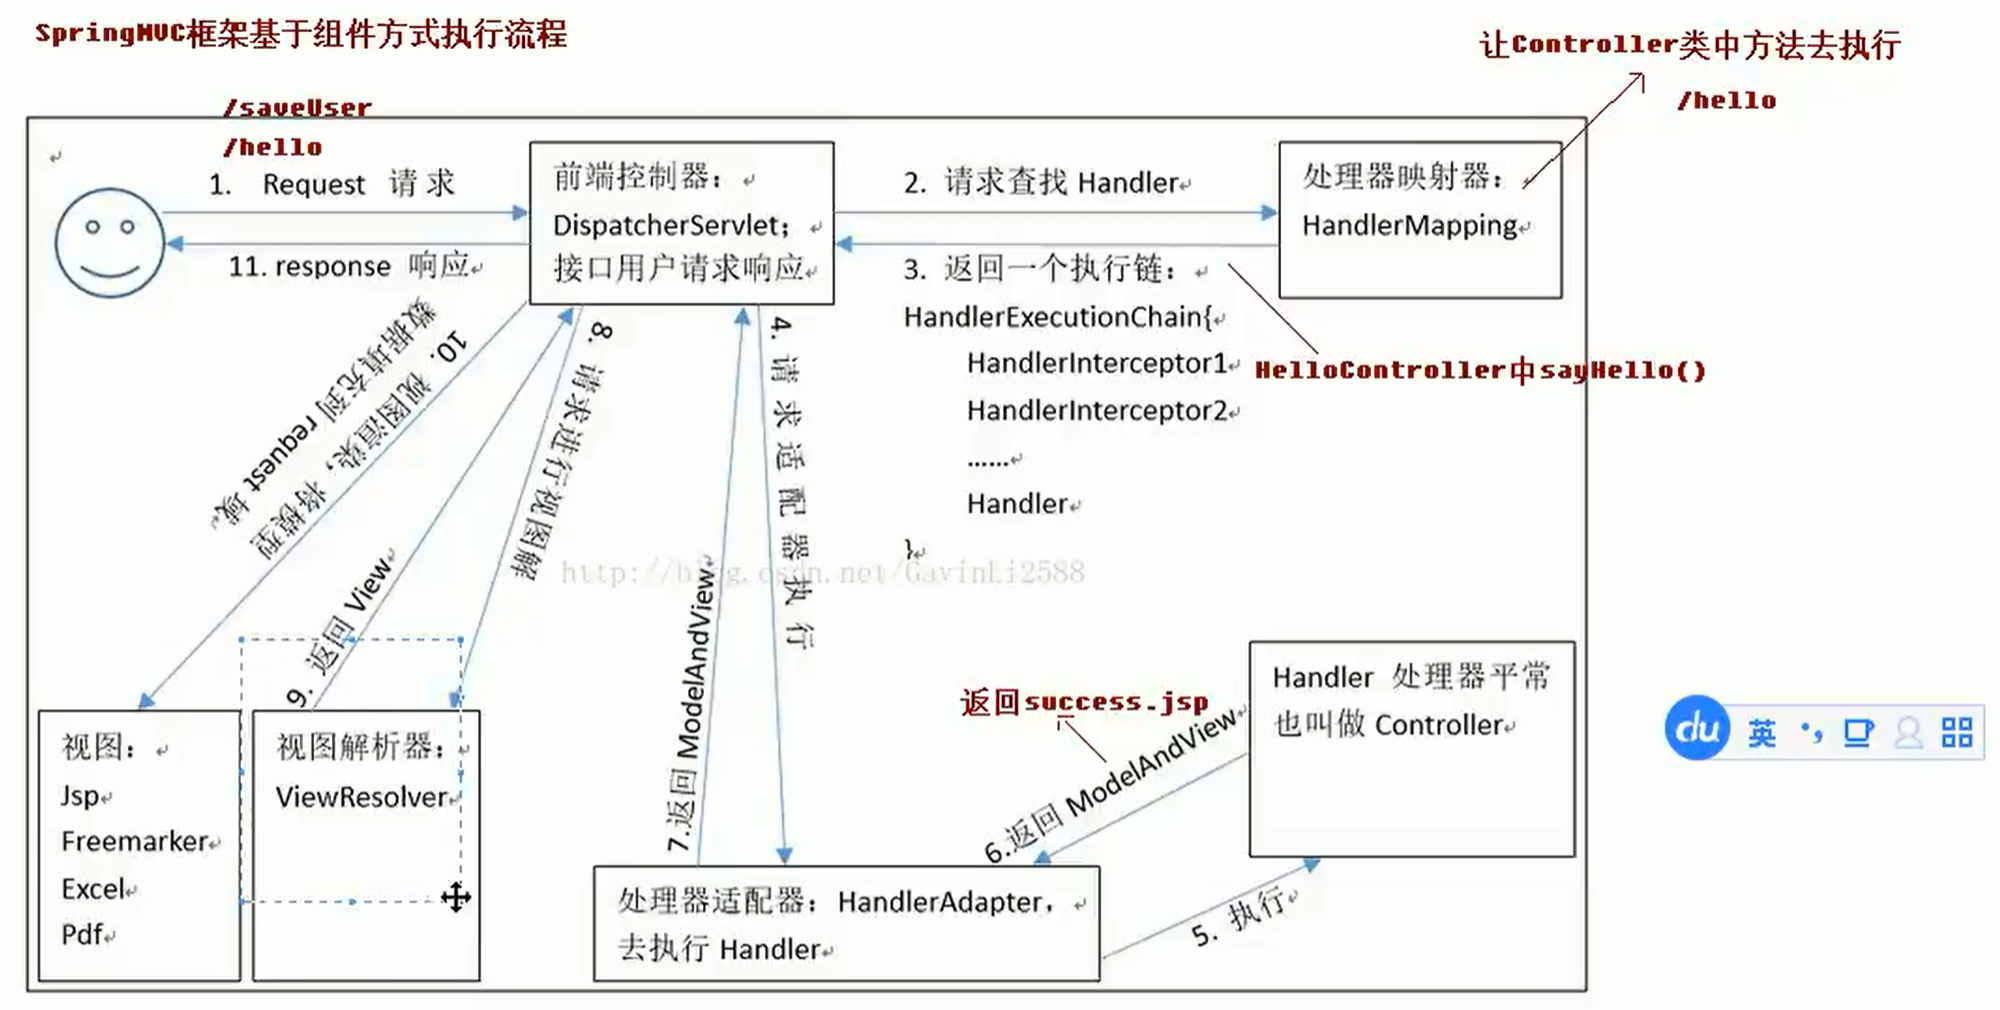 SpringMVC框架基于组件方式执行流程
让Controller类中方法去执行
/hello
/saveUser
/hello
1. Request 请求
11. response 响应
前端控制器：
DispatcherServlet；
接口用户请求响应
2. 请求查找 Handler
3. 返回一个执行链：
HandlerExecutionChain{
HandlerInterceptor1
HandlerInterceptor2
……
Handler
}
处理器映射器：
HandlerMapping
HelloController中sayHello()
10. 视图渲染，将模型
数据填充到 request 域。
9. 返回 View
8. 请求进行视图解
7.返回 ModelAndView
4. 请求适配器执行
http://blog.csdn.net/GavinLi2588
返回success.jsp
6.返回 ModelAndView
5. 执行
Handler 处理器平常
也叫做 Controller
视图：
Jsp
Freemarker
Excel
Pdf
视图解析器：
ViewResolver
处理器适配器：HandlerAdapter，
去执行 Handler
du 英